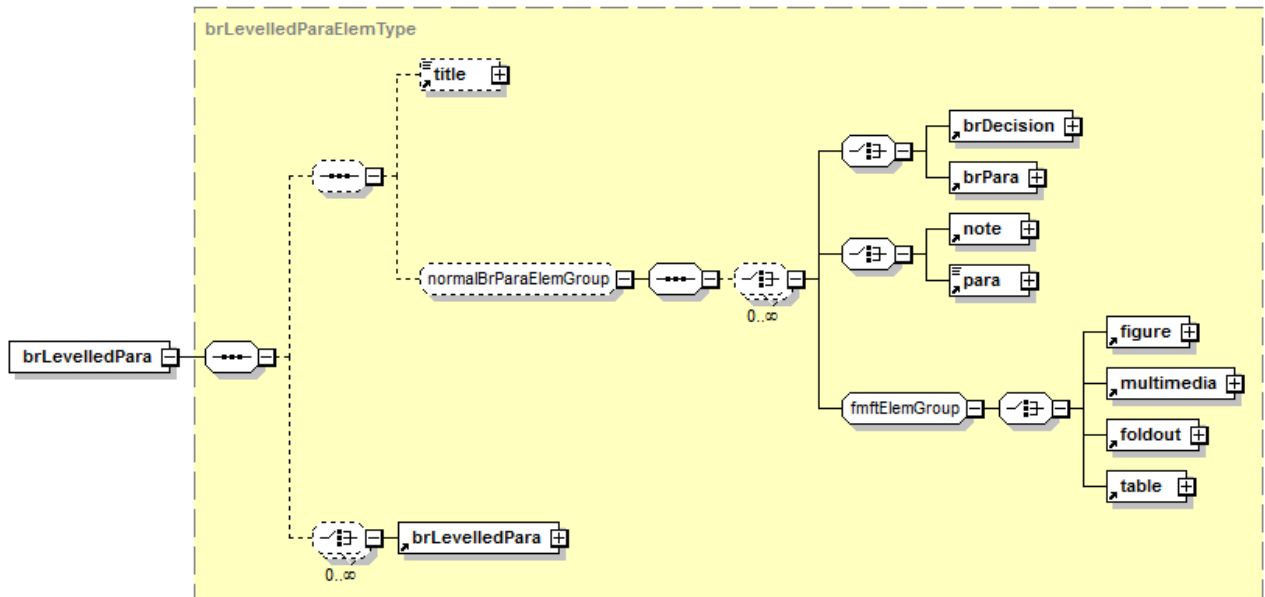 brLevelledParaElemType
title
brDecision
brPara
note
normalBrParaElemGroup
para
0..∞
figure
brLevelledPara
multimedia
fmftElemGroup
foldout
table
brLevelledPara
0..∞